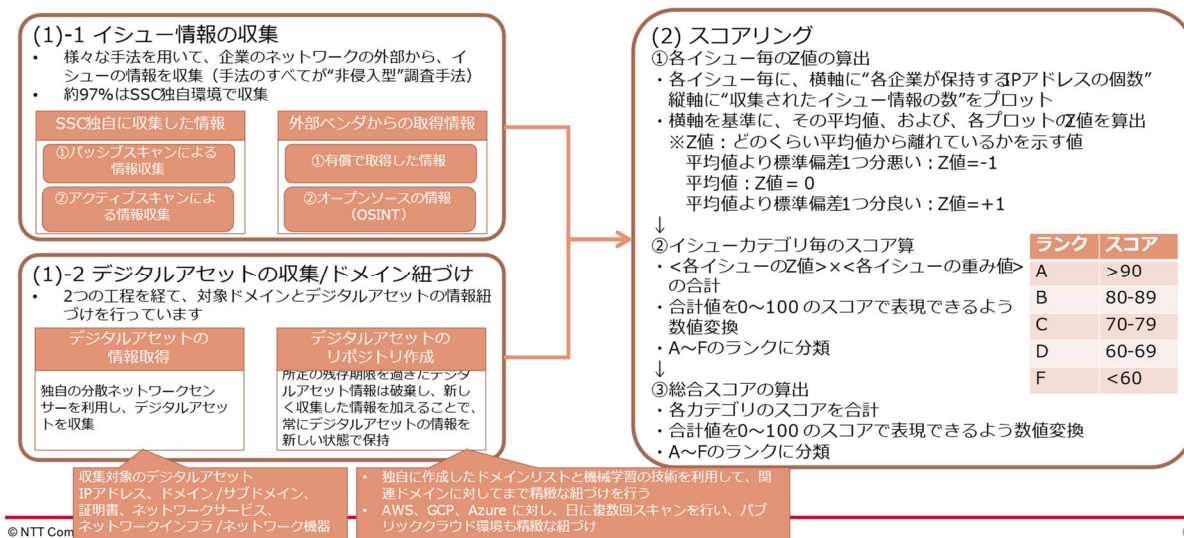 (1)-1 イシュー情報の収集
• 様々な手法を用いて、企業のネットワークの外部から、イ
シューの情報を収集（手法のすべてが“非侵入型”調査手法）
• 約97%はSSC独自環境で収集
SSC独自に収集した情報
①パッシブスキャンによる
情報収集
②アクティブスキャンによ
る情報収集
外部ベンダからの取得情報
①有償で取得した情報
②オープンソースの情報
（OSINT）
(1)-2 デジタルアセットの収集/ドメイン紐づけ
• 2つの工程を経て、対象ドメインとデジタルアセットの情報紐
づけを行っています
デジタルアセットの
情報取得
独自の分散ネットワークセン
サーを利用し、デジタルアセッ
トを収集
デジタルアセットの
リポジトリ作成
所定の残存期限を過ぎたデジタ
ルアセット情報は破棄し、新し
く収集した情報を加えることで、
常にデジタルアセットの情報を
新しい状態で保持
収集対象のデジタルアセット
IPアドレス、ドメイン/サブドメイン、
証明書、ネットワークサービス、
ネットワークインフラ/ネットワーク機器
• 独自に作成したドメインリストと機械学習の技術を利用して、関
連ドメインに対してまで精緻な紐づけを行う
• AWS、GCP、Azure に対し、日に複数回スキャンを行い、パブ
リッククラウド環境も精緻な紐づけ
(2) スコアリング
①各イシュー毎のZ値の算出
・各イシュー毎に、横軸に“各企業が保持するIPアドレスの個数”
縦軸に“収集されたイシュー情報の数”をプロット
・横軸を基準に、その平均値、および、各プロットのZ値を算出
※Z値：どのくらい平均値から離れているかを示す値
平均値より標準偏差1つ分悪い：Z値=-1
平均値：Z値 = 0
平均値より標準偏差1つ分良い：Z値=+1
↓
②イシューカテゴリ毎のスコア算
・<各イシューのZ値>×<各イシューの重み値>
の合計
・合計値を0～100 のスコアで表現できるよう
数値変換
・A～Fのランクに分類
↓
③総合スコアの算出
・各カテゴリのスコアを合計
・合計値を0～100 のスコアで表現できるよう数値変換
・A～Fのランクに分類
ランク スコア
A >90
B 80-89
C 70-79
D 60-69
F <60
© NTT Com